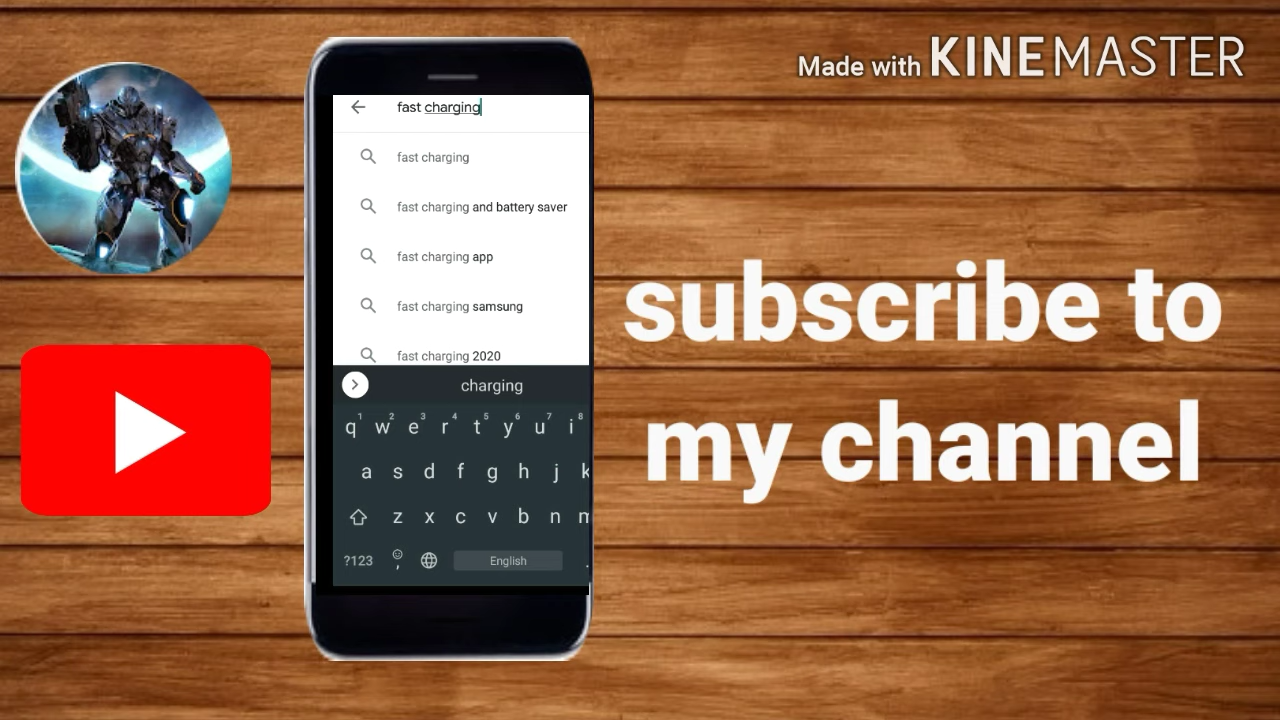 Made with KINEMASTER
fast charging
fast charging
fast charging and battery saver
fast charging app
fast charging samsung
fast charging 2020
charging
1 2 3 4 5 6 7 8
q w e r t y u i
a s d f g h j k
z x c v b n m
?123 , English .
subscribe to
my channel